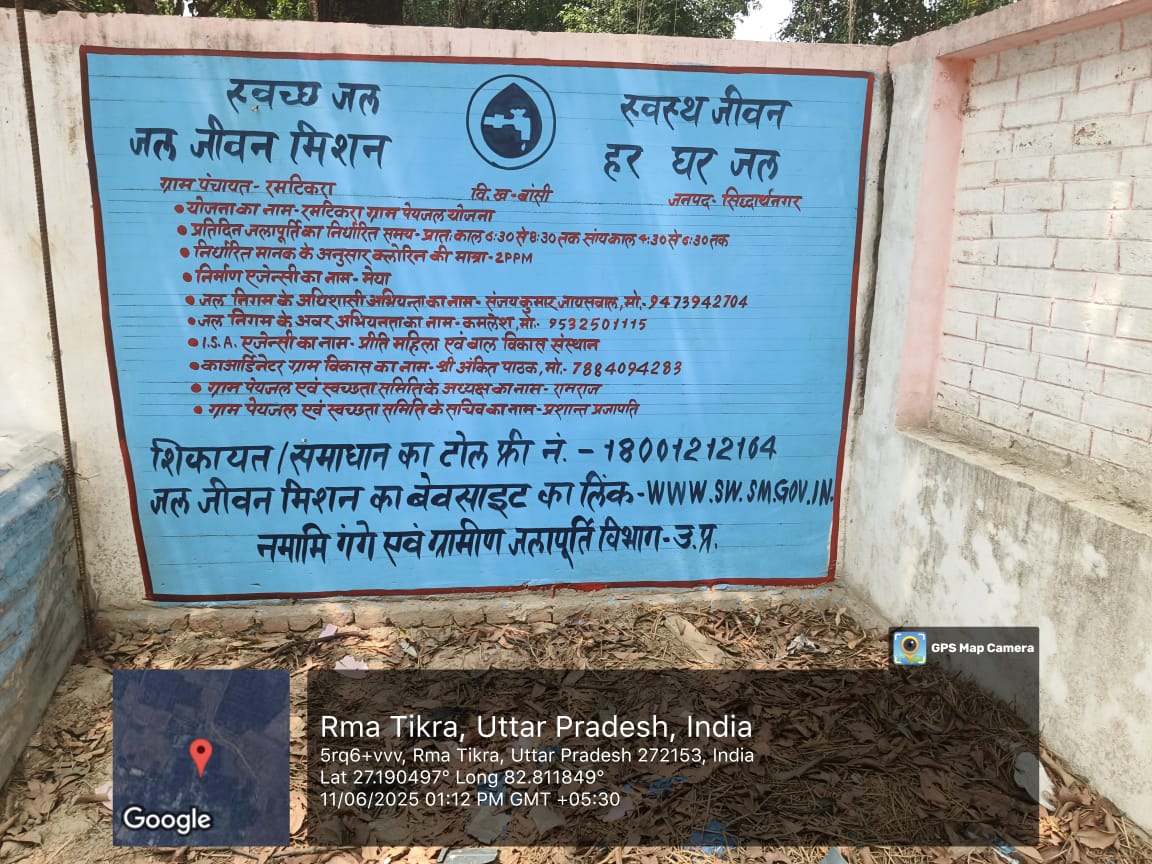 स्वच्छ जल
स्वस्थ जीवन
जल जीवन मिशन
हर घर जल
ग्राम पंचायत- रमटिकरा वि.ख-बांसी जनपद- सिद्धार्थनगर
• योजना का नाम- रमटिकरा ग्राम पेयजल योजना
• प्रतिदित जलापूर्ति का निर्धारित समय- प्रातःकाल 6:30 से 8:30 तक सांयकाल 4:30 से 6:30 तक
• निर्धारित मानक के अनुसार क्लोरिन की मात्रा- 2PPM
• निर्माण एजेन्सी का नाम- मेघा
• जल निगम के अधिशासी अभियन्ता का नाम- संजय कुमार जायसवाल, मो.- 9473942704
• जल निगम के अवर अभियनता का नाम- कमलेश, मो.- 9532501115
• I.S.A. एजेन्सी का नाम- प्रीति महिला एवं बाल विकास संस्थान
• काआर्डिनेटर ग्राम विकास का नाम- श्री अंकित पाठक, मो.- 7884094283
• ग्राम पेयजल एवं स्वच्छता समिति के अध्यक्ष का नाम- रामराज
• ग्राम पेयजल एवं स्वच्छता समिति के सचिव का नाम- प्रशान्त प्रजापति
शिकायत/समाधान का टोल फ्री नं. - 18001212164
जल जीवन मिशन का बेवसाइट का लिंक-WWW.SW.SM.GOV.IN.
नमामि गंगे एवं ग्रामीण जलापूर्ति विभाग- उ.प्र.
GPS Map Camera
Rma Tikra, Uttar Pradesh, India
5rq6+vvv, Rma Tikra, Uttar Pradesh 272153, India
Lat 27.190497° Long 82.811849°
11/06/2025 01:12 PM GMT +05:30
Google